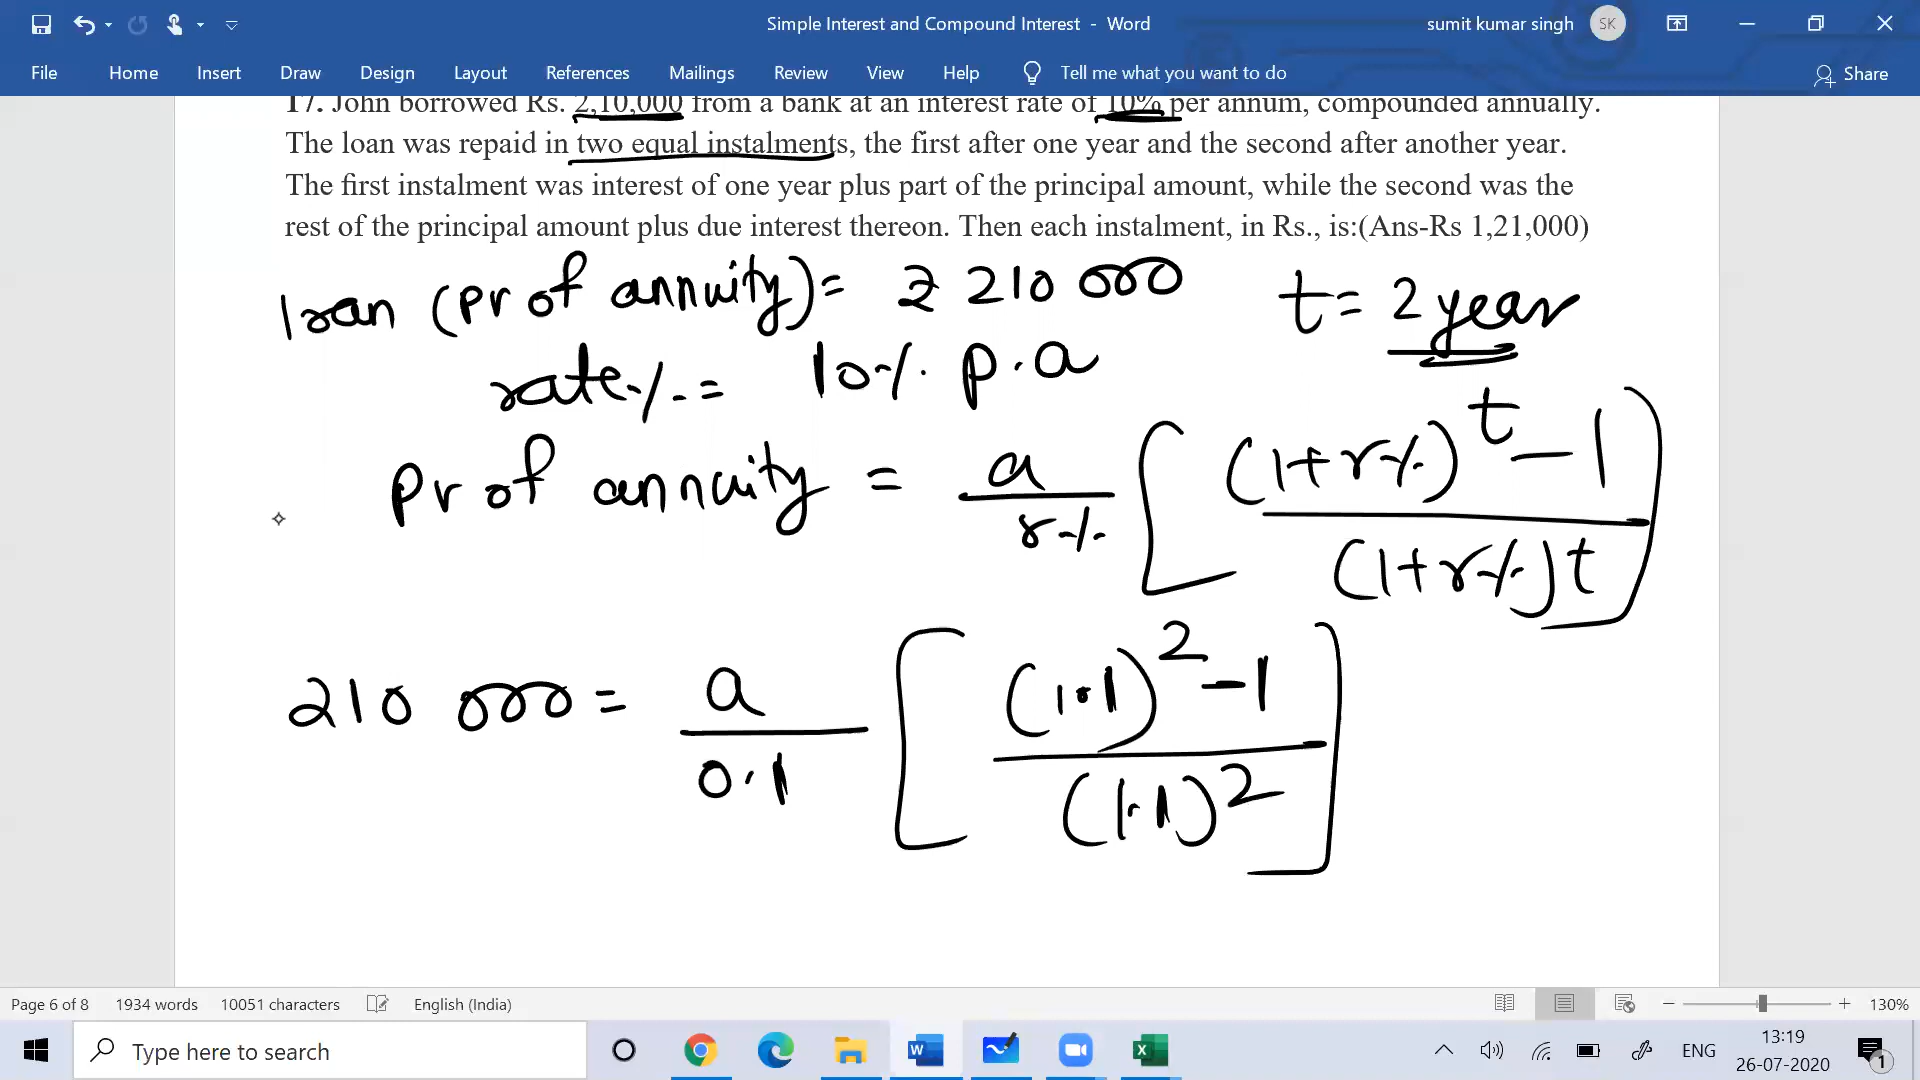 Simple Interest and Compound Interest - Word
sumit kumar singh SK
File Home Insert Draw Design Layout References Mailings Review View Help Tell me what you want to do Share
17. John borrowed Rs. 2,10,000 from a bank at an interest rate of 10% per annum, compounded annually.
The loan was repaid in two equal instalments, the first after one year and the second after another year.
The first instalment was interest of one year plus part of the principal amount, while the second was the
rest of the principal amount plus due interest thereon. Then each instalment, in Rs., is:(Ans-Rs 1,21,000)
loan (pr of annuity) = ₹ 210 000 t = 2 year
rate% = 10% p.a
pr of annuity = a/r% [((1+r%)^t - 1)/(1+r%)t]
210 000 = a/0.1 [((1.1)^2 - 1)/(1.1)^2]
Page 6 of 8 1934 words 10051 characters English (India) 130%
Type here to search
ENG
13:19
26-07-2020
1